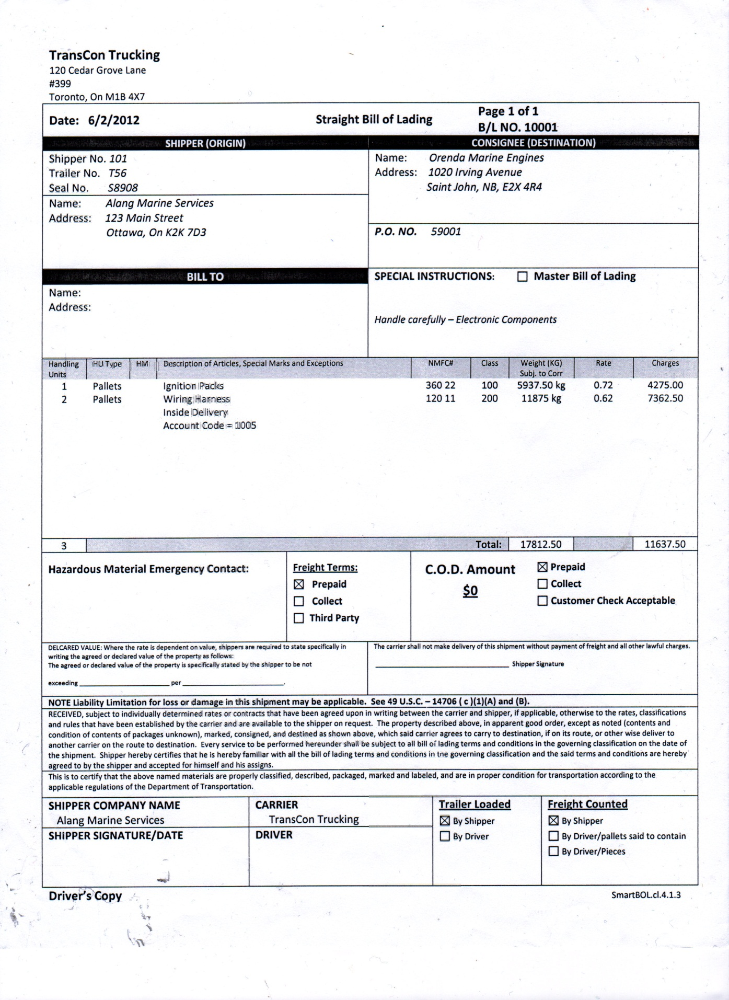 TransCon Trucking
120 Cedar Grove Lane
#399
Toronto, On M1B 4X7
Date: 6/2/2012
Straight Bill of Lading
Page 1 of 1
B/L NO. 10001
SHIPPER (ORIGIN)
CONSIGNEE (DESTINATION)
Shipper No. 101
Trailer No. T56
Seal No. S8908
Name: Orenda Marine Engines
Address: 1020 Irving Avenue
Saint John, NB, E2X 4R4
Name: Alang Marine Services
Address: 123 Main Street
Ottawa, On K2K 7D3
P.O. NO. 59001
BILL TO
Name:
Address:
SPECIAL INSTRUCTIONS: Master Bill of Lading
Handle carefully – Electronic Components
Handling Units HU Type HM Description of Articles, Special Marks and Exceptions NMFC# Class Weight (KG) Subj. to Corr Rate Charges
1 Pallets Ignition Packs 360 22 100 5937.50 kg 0.72 4275.00
2 Pallets Wiring Harness 120 11 200 11875 kg 0.62 7362.50
Inside Delivery
Account Code = 1005
3 Total: 17812.50 11637.50
Hazardous Material Emergency Contact:
Freight Terms:
Prepaid
Collect
Third Party
C.O.D. Amount
$0
Prepaid
Collect
Customer Check Acceptable
DELCARED VALUE: Where the rate is dependent on value, shippers are required to state specifically in
writing the agreed or declared value of the property as follows:
The agreed or declared value of the property is specifically stated by the shipper to be not
exceeding ____________ per ____________.
The carrier shall not make delivery of this shipment without payment of freight and all other lawful charges.
____________ Shipper Signature
NOTE Liability Limitation for loss or damage in this shipment may be applicable. See 49 U.S.C. – 14706 ( c )(1)(A) and (B).
RECEIVED, subject to individually determined rates or contracts that have been agreed upon in writing between the carrier and shipper, if applicable, otherwise to the rates, classifications
and rules that have been established by the carrier and are available to the shipper on request. The property described above, in apparent good order, except as noted (contents and
condition of contents of packages unknown), marked, consigned, and destined as shown above, which said carrier agrees to carry to destination, if on its route, or other wise deliver to
another carrier on the route to destination. Every service to be performed hereunder shall be subject to all bill of lading terms and conditions in the governing classification on the date of
the shipment. Shipper hereby certifies that he is hereby familiar with all the bill of lading terms and conditions in the governing classification and the said terms and conditions are hereby
agreed to by the shipper and accepted for himself and his assigns.
This is to certify that the above named materials are properly classified, described, packaged, marked and labeled, and are in proper condition for transportation according to the
applicable regulations of the Department of Transportation.
SHIPPER COMPANY NAME
Alang Marine Services
CARRIER
TransCon Trucking
SHIPPER SIGNATURE/DATE
DRIVER
Trailer Loaded
By Shipper
By Driver
Freight Counted
By Shipper
By Driver/pallets said to contain
By Driver/Pieces
Driver's Copy
SmartBOL.cl.4.1.3